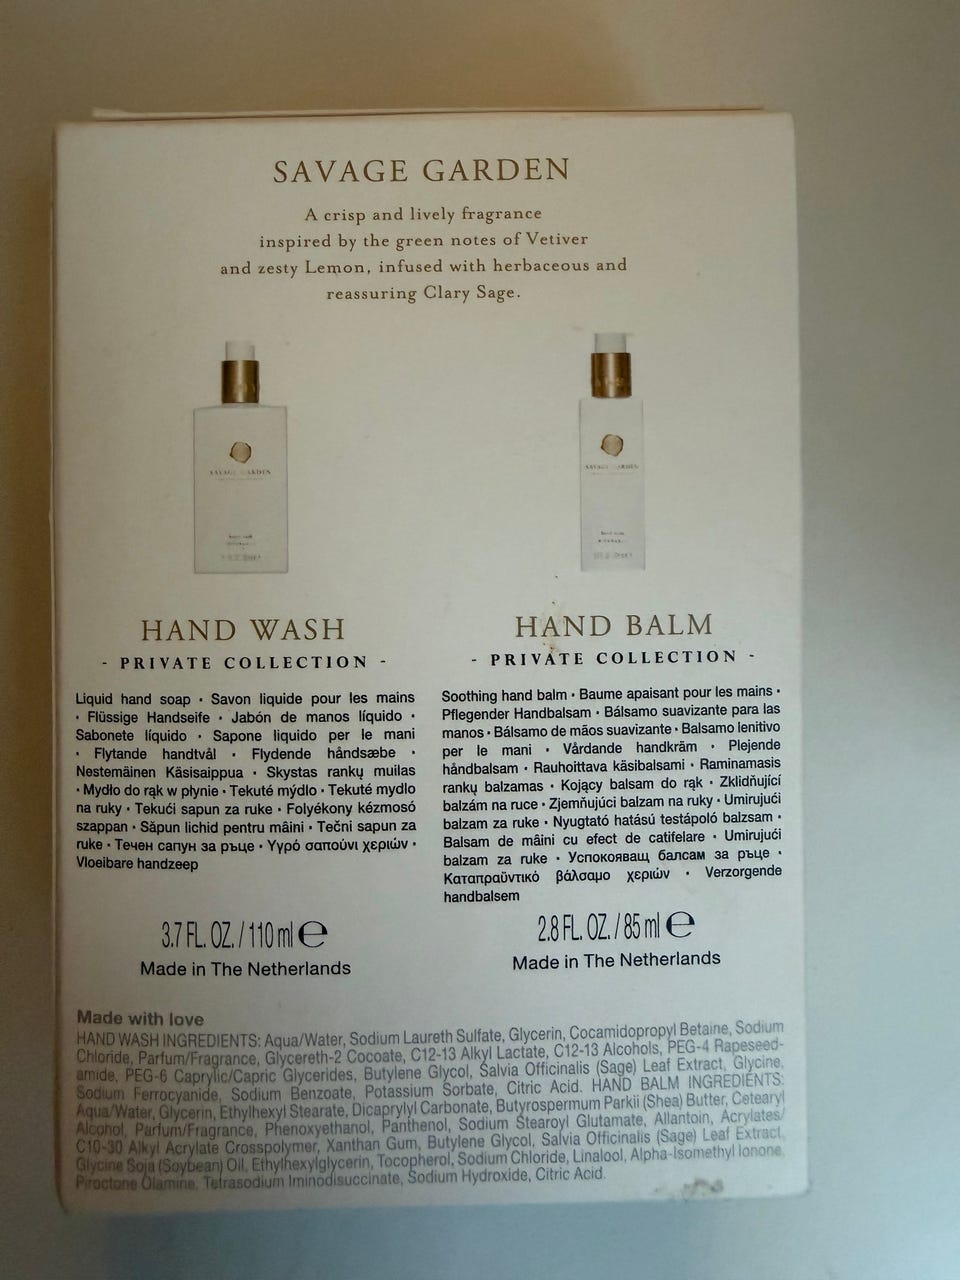 SAVAGE GARDEN
A crisp and lively fragrance
inspired by the green notes of Vetiver
and zesty Lemon, infused with herbaceous and
reassuring Clary Sage.
SAVAGE GARDEN
SAVAGE GARDEN
HAND WASH
- PRIVATE COLLECTION -
Liquid hand soap · Savon liquide pour les mains
· Flüssige Handseife · Jabón de manos líquido ·
Sabonete líquido · Sapone liquido per le mani
· Flytande handtvål · Flydende håndsæbe ·
Nestemäinen Käsisaippua · Skystas rankų muilas
· Mydło do rąk w płynie · Tekuté mýdlo · Tekuté mydlo
na ruky · Tekući sapun za ruke · Folyékony kézmosó
szappan · Săpun lichid pentru mâini · Tečni sapun za
ruke · Течен сапун за ръце · Υγρό σαπούνι χεριών ·
Vloeibare handzeep
3.7 FL. OZ. / 110 ml ℮
Made in The Netherlands
HAND BALM
- PRIVATE COLLECTION -
Soothing hand balm · Baume apaisant pour les mains ·
Pflegender Handbalsam · Bálsamo suavizante para las
manos · Bálsamo de mãos suavizante · Balsamo lenitivo
per le mani · Vårdande handkräm · Plejende
håndbalsam · Rauhoittava käsibalsami · Raminamasis
rankų balzamas · Kojący balsam do rąk · Zklidňující
balzám na ruce · Zjemňujúci balzam na ruky · Umirujući
balzam za ruke · Nyugtató hatású testápoló balzsam ·
Balsam de mâini cu efect de catifelare · Umirujući
balzam za ruke · Успокояващ балсам за ръце ·
Καταπραϋντικό βάλσαμο χεριών · Verzorgende
handbalsem
2.8 FL. OZ. / 85 ml ℮
Made in The Netherlands
Made with love
HAND WASH INGREDIENTS: Aqua/Water, Sodium Laureth Sulfate, Glycerin, Cocamidopropyl Betaine, Sodium
Chloride, Parfum/Fragrance, Glycereth-2 Cocoate, C12-13 Alkyl Lactate, C12-13 Alcohols, PEG-4 Rapeseed-
amide, PEG-6 Caprylic/Capric Glycerides, Butylene Glycol, Salvia Officinalis (Sage) Leaf Extract, Glycine,
Sodium Ferrocyanide, Sodium Benzoate, Potassium Sorbate, Citric Acid. HAND BALM INGREDIENTS:
Aqua/Water, Glycerin, Ethylhexyl Stearate, Dicaprylyl Carbonate, Butyrospermum Parkii (Shea) Butter, Cetearyl
Alcohol, Parfum/Fragrance, Phenoxyethanol, Panthenol, Sodium Stearoyl Glutamate, Allantoin, Acrylates/
C10-30 Alkyl Acrylate Crosspolymer, Xanthan Gum, Butylene Glycol, Salvia Officinalis (Sage) Leaf Extract,
Glycine Soja (Soybean) Oil, Ethylhexylglycerin, Tocopherol, Sodium Chloride, Linalool, Alpha-Isomethyl Ionone,
Piroctone Olamine, Tetrasodium Iminodisuccinate, Sodium Hydroxide, Citric Acid.